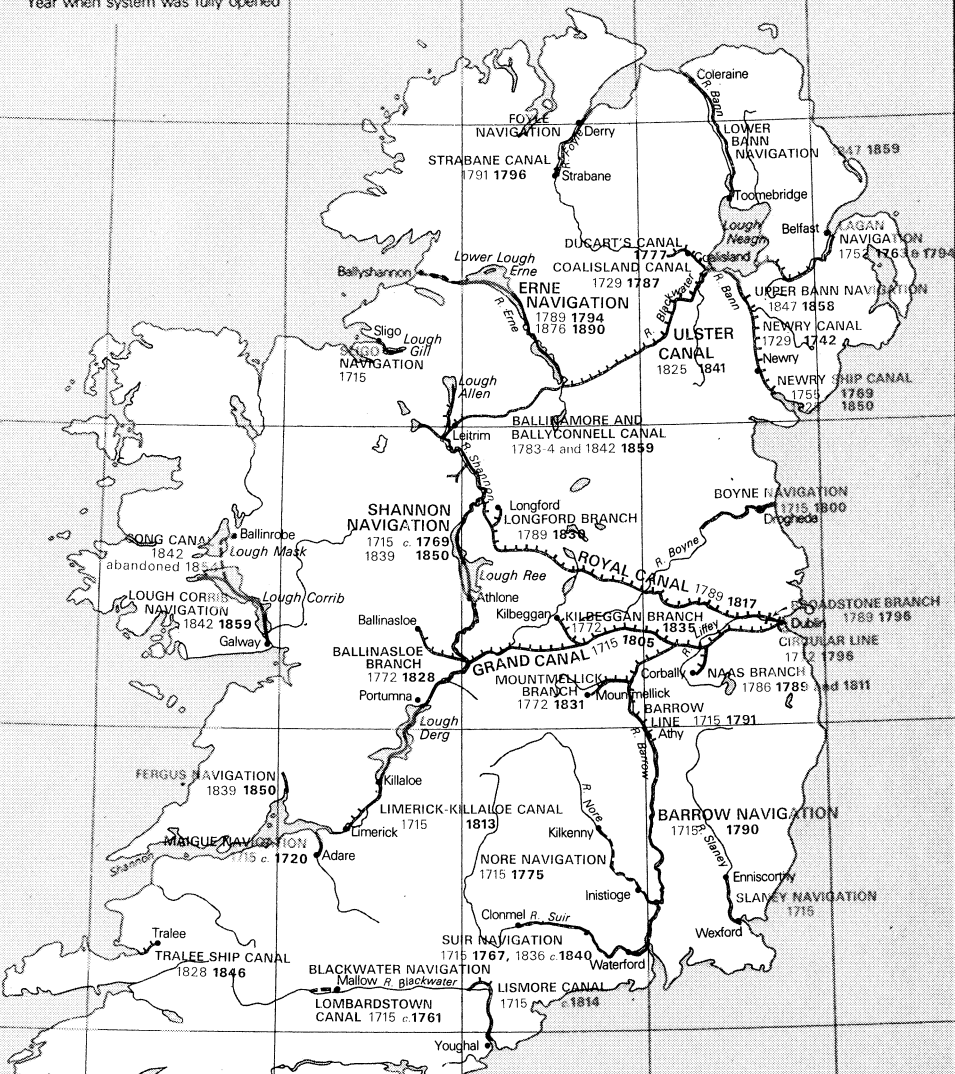 Year when system was fully opened
Coleraine
R. Bann
FOYLE
NAVIGATION
Derry
R. Foyle
LOWER
BANN
NAVIGATION
1847 1859
STRABANE CANAL
1791 1796
Strabane
Toomebridge
Lough
Neagh
Belfast
LAGAN
NAVIGATION
1752 1763 & 1794
DUCART'S CANAL
1777
Coalisland
COALISLAND CANAL
1729 1787
Lower Lough
Erne
Ballyshannon
ERNE
NAVIGATION
1789 1794
1876 1890
R. Erne
R. Blackwater
R. Bann
UPPER BANN NAVIGATION
1847 1858
ULSTER
CANAL
1825 1841
NEWRY CANAL
1729 1742
Newry
NEWRY SHIP CANAL
1755 1769
1850
Sligo
Lough
Gill
SLIGO
NAVIGATION
1715
Lough
Allen
Leitrim
R. Shannon
BALLINAMORE AND
BALLYCONNELL CANAL
1783-4 and 1842 1859
BOYNE NAVIGATION
1715 1800
Drogheda
R. Boyne
Longford
LONGFORD BRANCH
1789 1830
SHANNON
NAVIGATION
1715 c. 1769
1839 1850
ROYAL CANAL 1789 1817
CONG CANAL
1842
abandoned 1854
Ballinrobe
Lough Mask
Lough Corrib
LOUGH CORRIB
NAVIGATION
1842 1859
Galway
Lough Ree
Athlone
Kilbeggan
KILBEGGAN BRANCH
1772 1835
R. Liffey
BROADSTONE BRANCH
1789 1796
Dublin
CIRCULAR LINE
1772 1796
Ballinasloe
BALLINASLOE
BRANCH
1772 1828
GRAND CANAL 1715 1805
MOUNTMELLICK
BRANCH
1772 1831
Mountmellick
Corbally
NAAS BRANCH
1786 1789 and 1811
Portumna
Lough
Derg
BARROW
LINE 1715 1791
Athy
R. Barrow
FERGUS NAVIGATION
1839 1850
Killaloe
LIMERICK-KILLALOE CANAL
1715 1813
Limerick
MAIGUE NAVIGATION
1715 c. 1720
Adare
Shannon
R. Nore
Kilkenny
NORE NAVIGATION
1715 1775
BARROW NAVIGATION
1715 1790
R. Slaney
Enniscorthy
SLANEY NAVIGATION
1715
Wexford
Inistioge
Clonmel R. Suir
SUIR NAVIGATION
1715 1767, 1836 c. 1840
Waterford
Tralee
TRALEE SHIP CANAL
1828 1846
BLACKWATER NAVIGATION
Mallow R. Blackwater
LOMBARDSTOWN
CANAL 1715 c. 1761
LISMORE CANAL
1715 c. 1814
Youghal